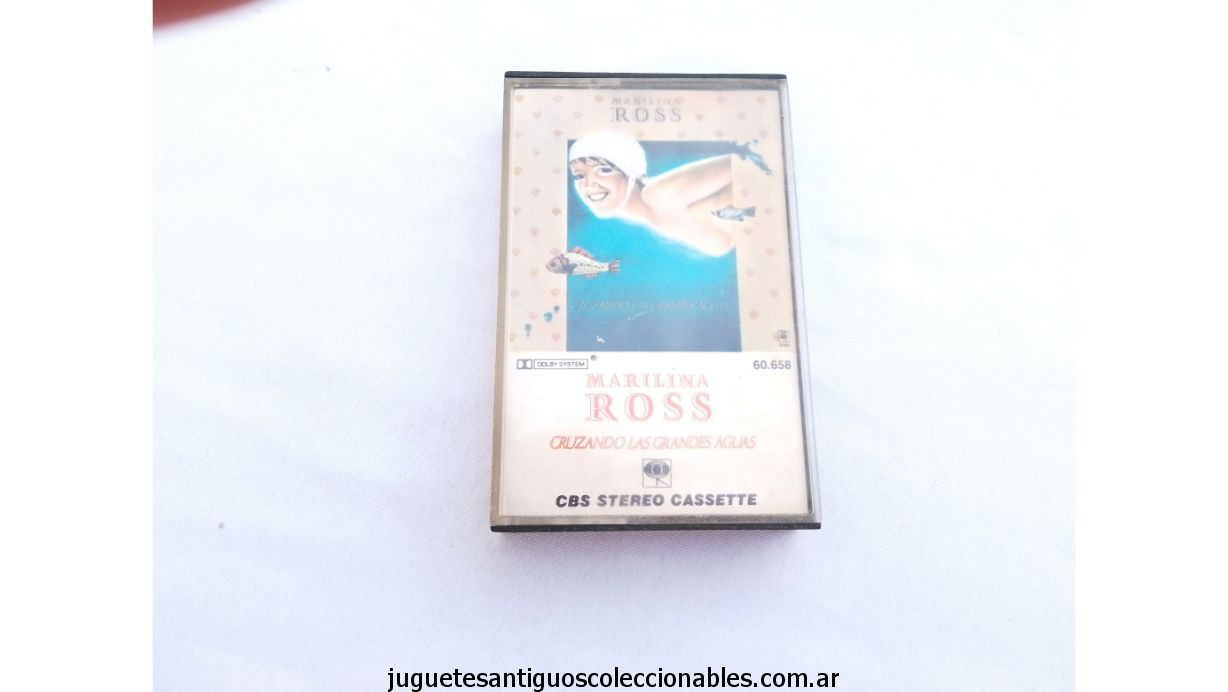 MARILINA
ROSS
CRUZANDO LAS GRANDES AGUAS
DOLBY SYSTEM ®
60.658
MARILINA
ROSS
CRUZANDO LAS GRANDES AGUAS
CBS STEREO CASSETTE
juguetesantiguoscoleccionables.com.ar